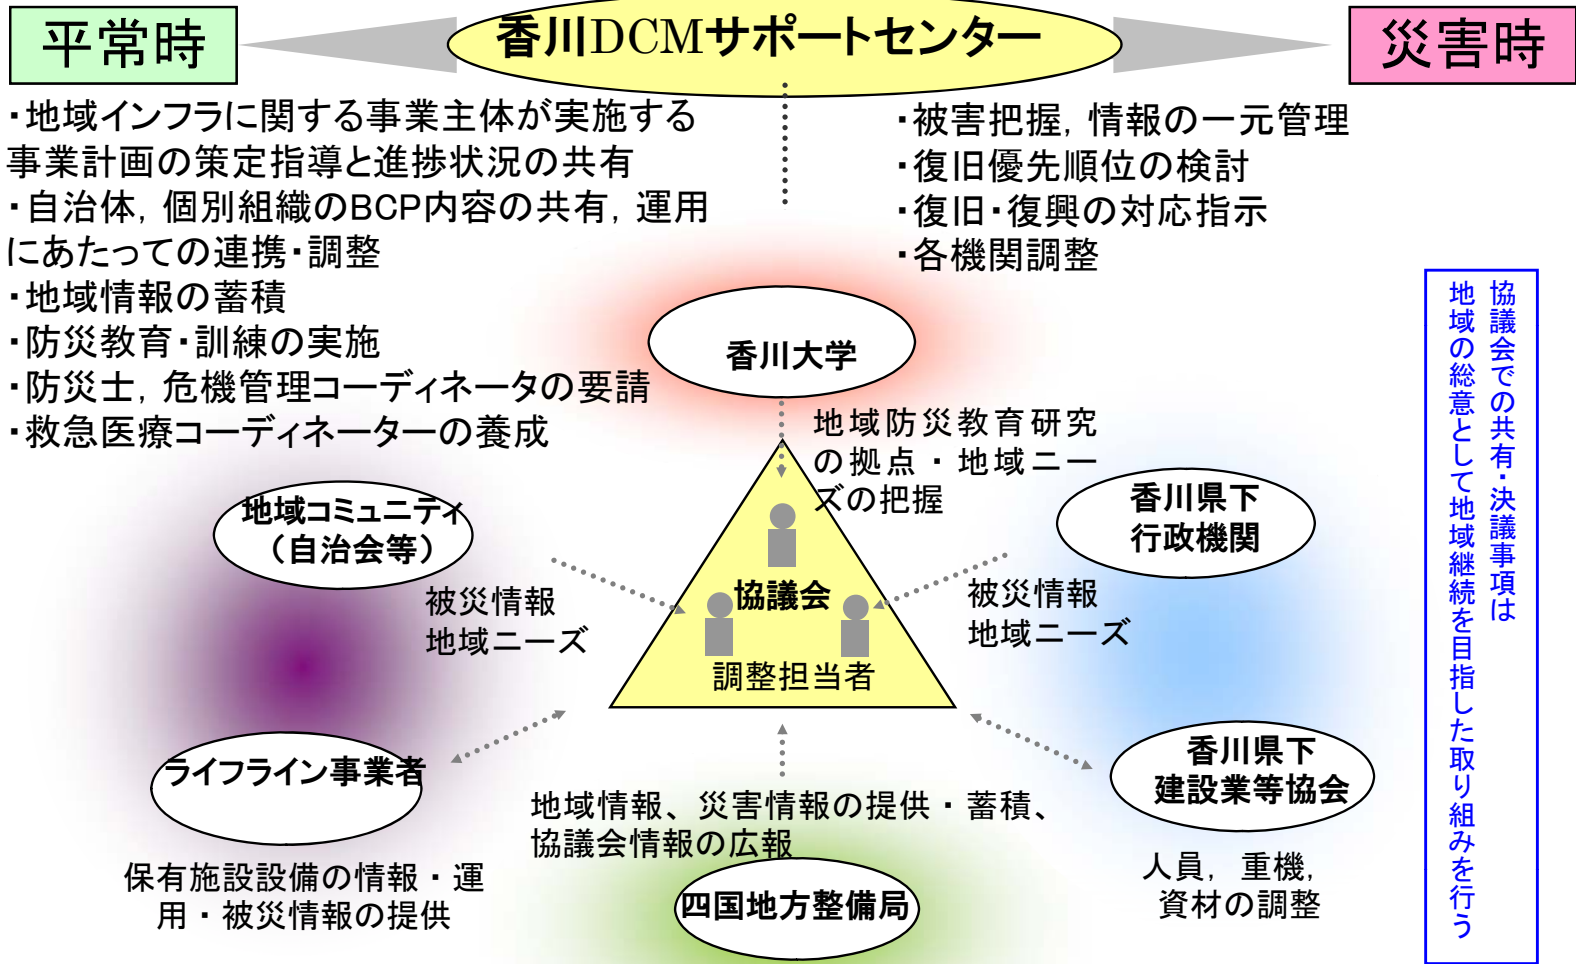 平常時
香川DCMサポートセンター
災害時
・地域インフラに関する事業主体が実施する
事業計画の策定指導と進捗状況の共有
・自治体，個別組織のBCP内容の共有，運用
にあたっての連携・調整
・地域情報の蓄積
・防災教育・訓練の実施
・防災士，危機管理コーディネータの要請
・救急医療コーディネーターの養成
・被害把握，情報の一元管理
・復旧優先順位の検討
・復旧・復興の対応指示
・各機関調整
香川大学
地域防災教育研究
の拠点・地域ニー
ズの把握
地域コミュニティ
（自治会等）
被災情報
地域ニーズ
香川県下
行政機関
被災情報
地域ニーズ
協議会
調整担当者
ライフライン事業者
保有施設設備の情報・運
用・被災情報の提供
地域情報、災害情報の提供・蓄積、
協議会情報の広報
四国地方整備局
香川県下
建設業等協会
人員，重機，
資材の調整
協議会での共有・決議事項は
地域の総意として地域継続を目指した取り組みを行う